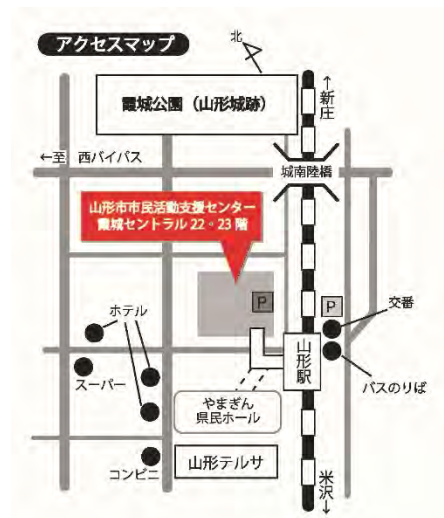 アクセスマップ
北
霞城公園（山形城跡）
↑新庄
←至 西バイパス
城南陸橋
山形市市民活動支援センター
霞城セントラル 22・23 階
P
P
交番
ホテル
山形駅
スーパー
バスのりば
やまぎん
県民ホール
コンビニ
山形テルサ
米沢↓